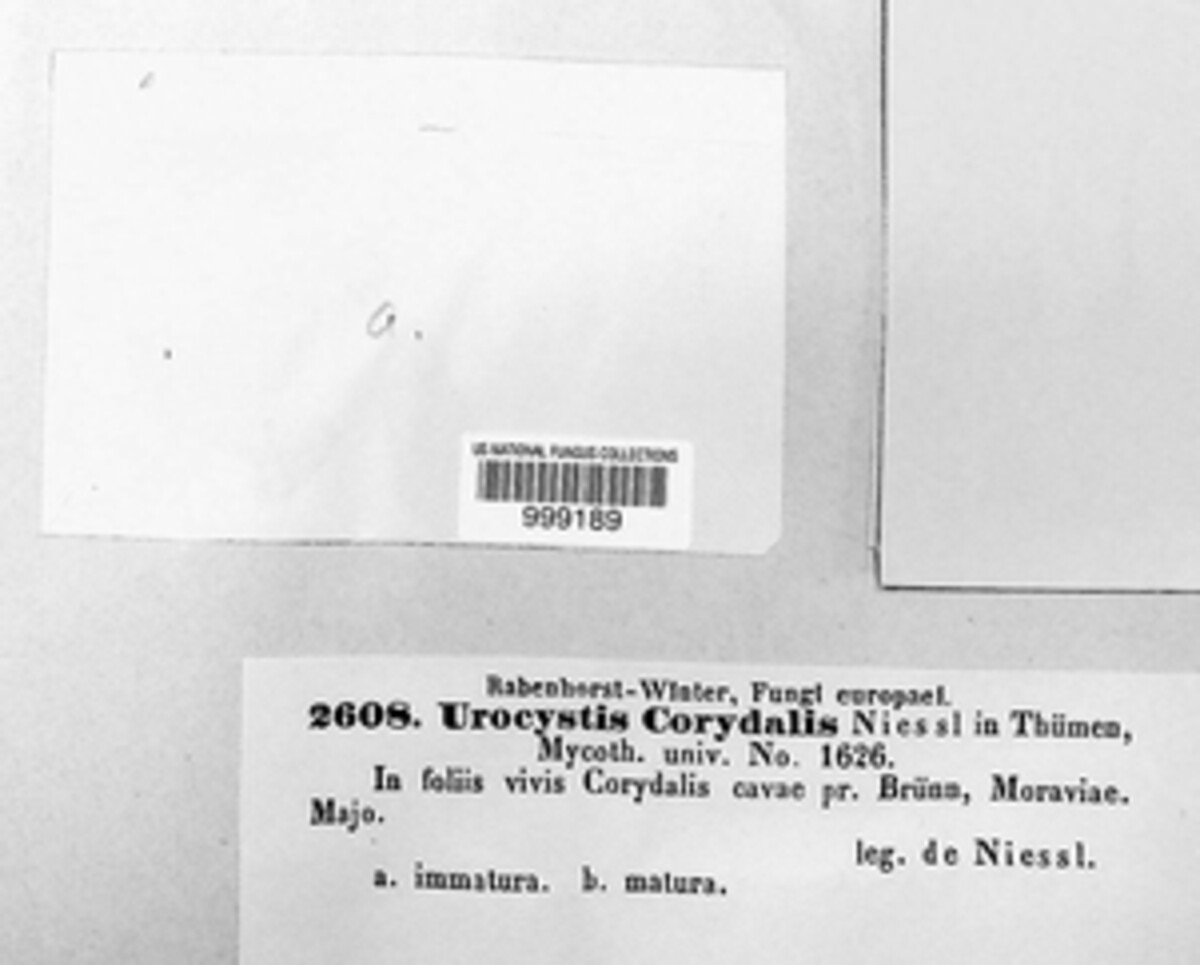 a.
US NATIONAL FUNGUS COLLECTIONS
999189
Rabenhorst-Winter, Fungi europaei.
2608. Urocystis Corydalis Niessl in Thümen,
Mycoth. univ. No. 1626.
In foliis vivis Corydalis cavae pr. Brünn, Moraviae.
Majo.
leg. de Niessl.
a. immatura. b. matura.